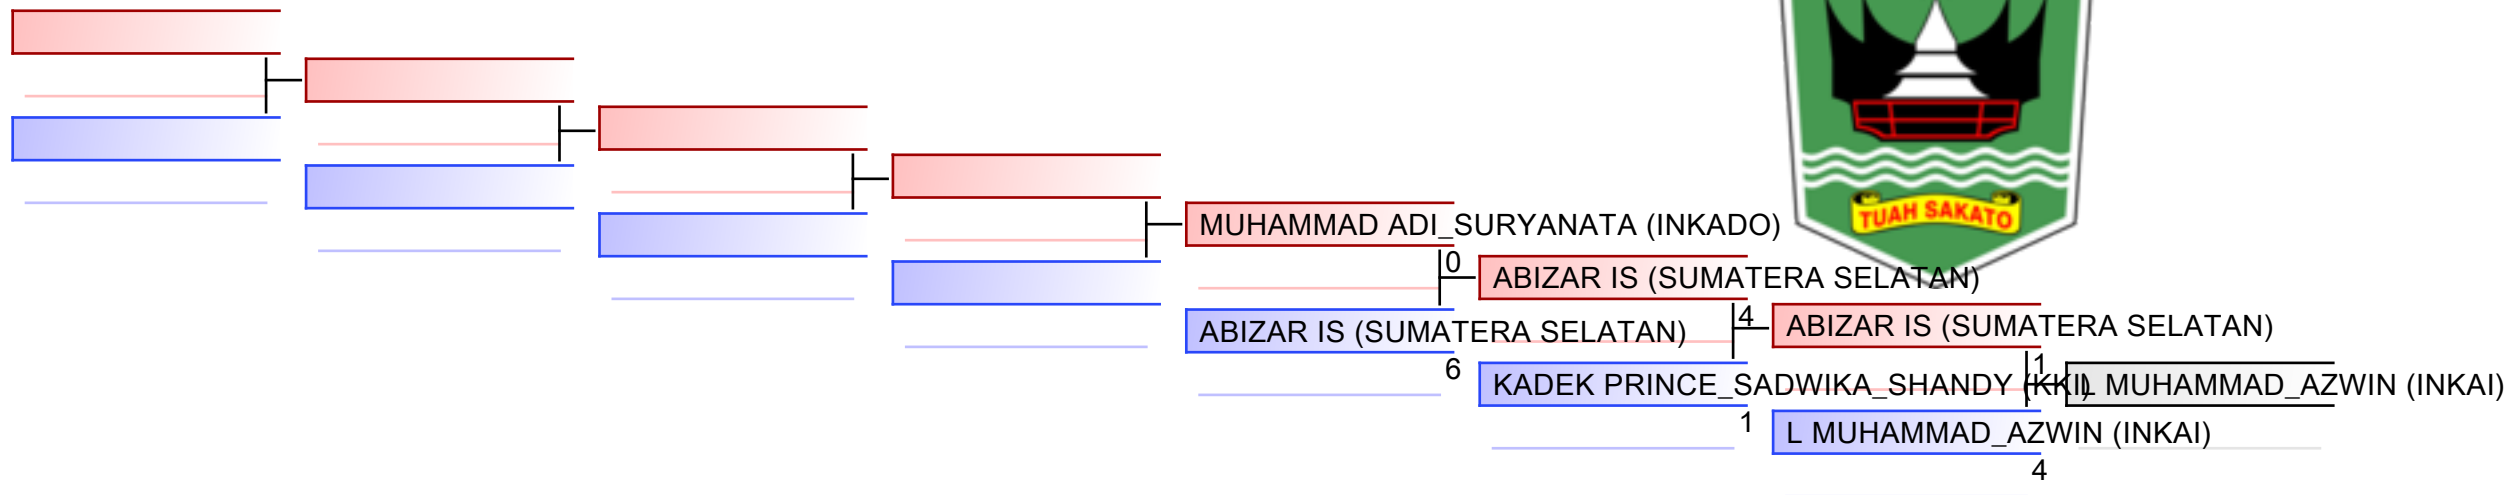 TUAH SAKATO
MUHAMMAD ADI_SURYANATA (INKADO)
0
ABIZAR IS (SUMATERA SELATAN)
ABIZAR IS (SUMATERA SELATAN)
6
4
ABIZAR IS (SUMATERA SELATAN)
KADEK PRINCE_SADWIKA_SHANDY (KKI)
1
1
L MUHAMMAD_AZWIN (INKAI)
L MUHAMMAD_AZWIN (INKAI)
4